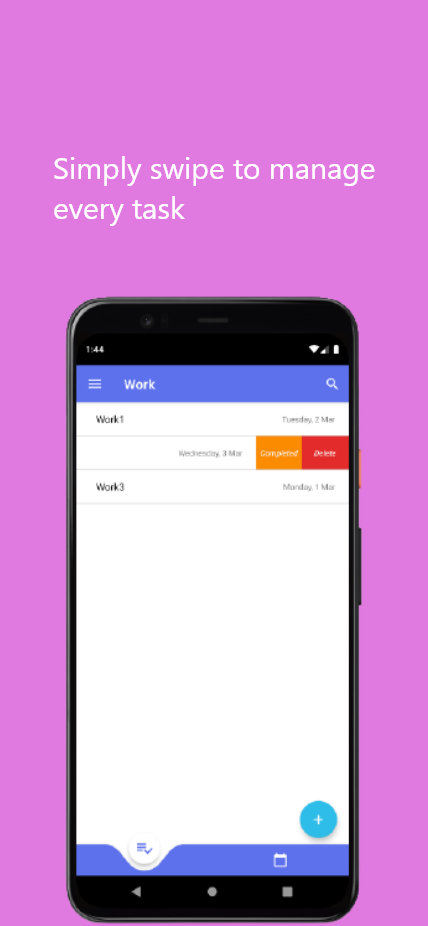 Simply swipe to manage
every task
1:44
Work
Work1 Tuesday, 2 Mar
Wednesday, 3 Mar Completed Delete
Work3 Monday, 1 Mar